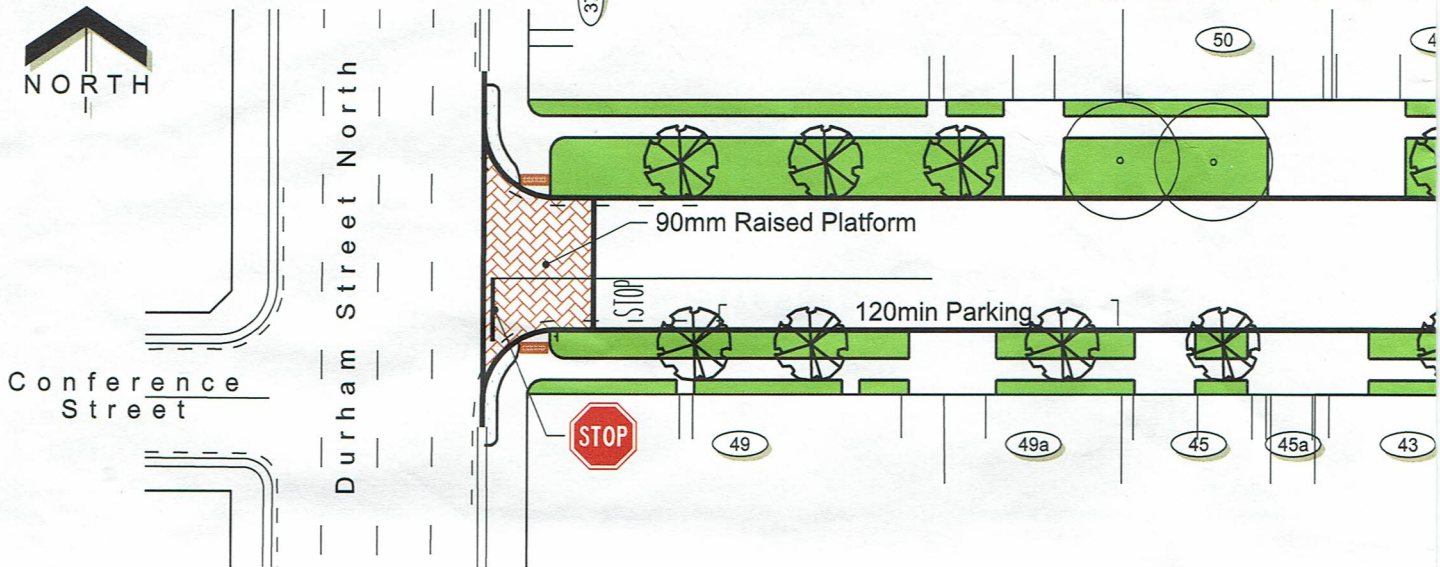 NORTH
Durham Street North
50
90mm Raised Platform
STOP
120min Parking
Conference
Street
STOP
49
49a
45
45a
43